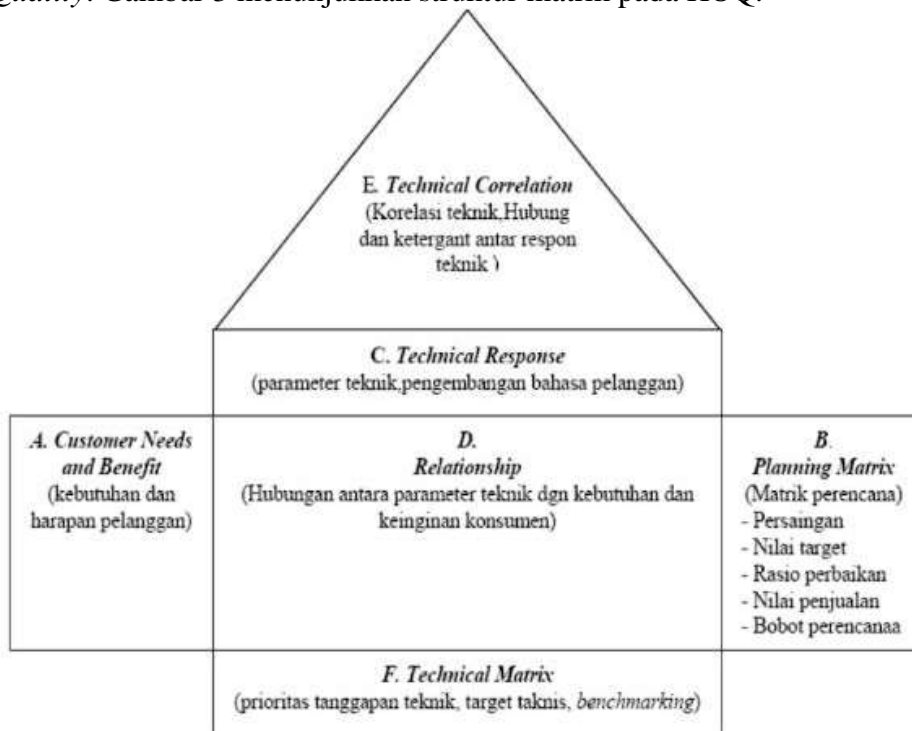 Quality. Gambar 3 menunjukkan struktur matrik pada HOQ.
E. Technical Correlation
(Korelasi teknik,Hubung
dan ketergant antar respon
teknik )
C. Technical Response
(parameter teknik,pengembangan bahasa pelanggan)
A. Customer Needs
and Benefit
(kebutuhan dan
harapan pelanggan)
D.
Relationship
(Hubungan antara parameter teknik dgn kebutuhan dan
keinginan konsumen)
B.
Planning Matrix
(Matrik perencana)
- Persaingan
- Nilai target
- Rasio perbaikan
- Nilai penjualan
- Bobot perencanaa
F. Technical Matrix
(prioritas tanggapan teknik, target taknis, benchmarking)